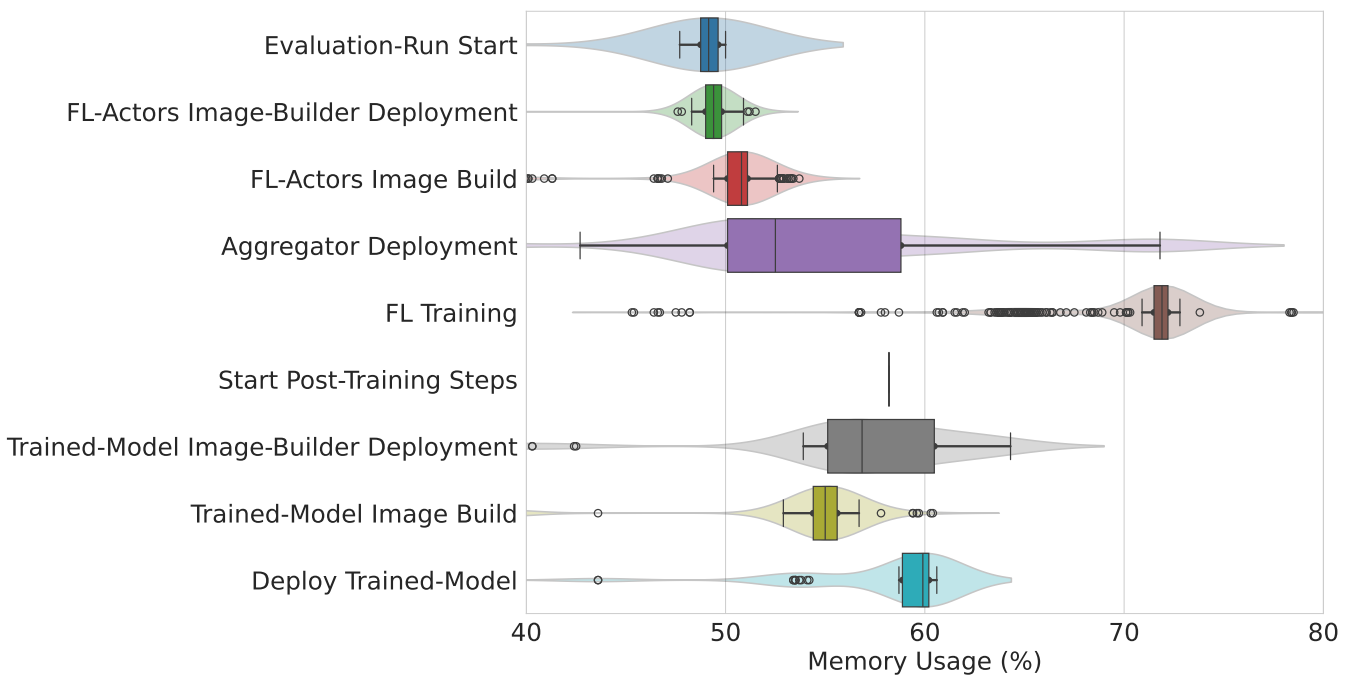 Evaluation-Run Start
FL-Actors Image-Builder Deployment
FL-Actors Image Build
Aggregator Deployment
FL Training
Start Post-Training Steps
Trained-Model Image-Builder Deployment
Trained-Model Image Build
Deploy Trained-Model
40 50 60 70 80
Memory Usage (%)